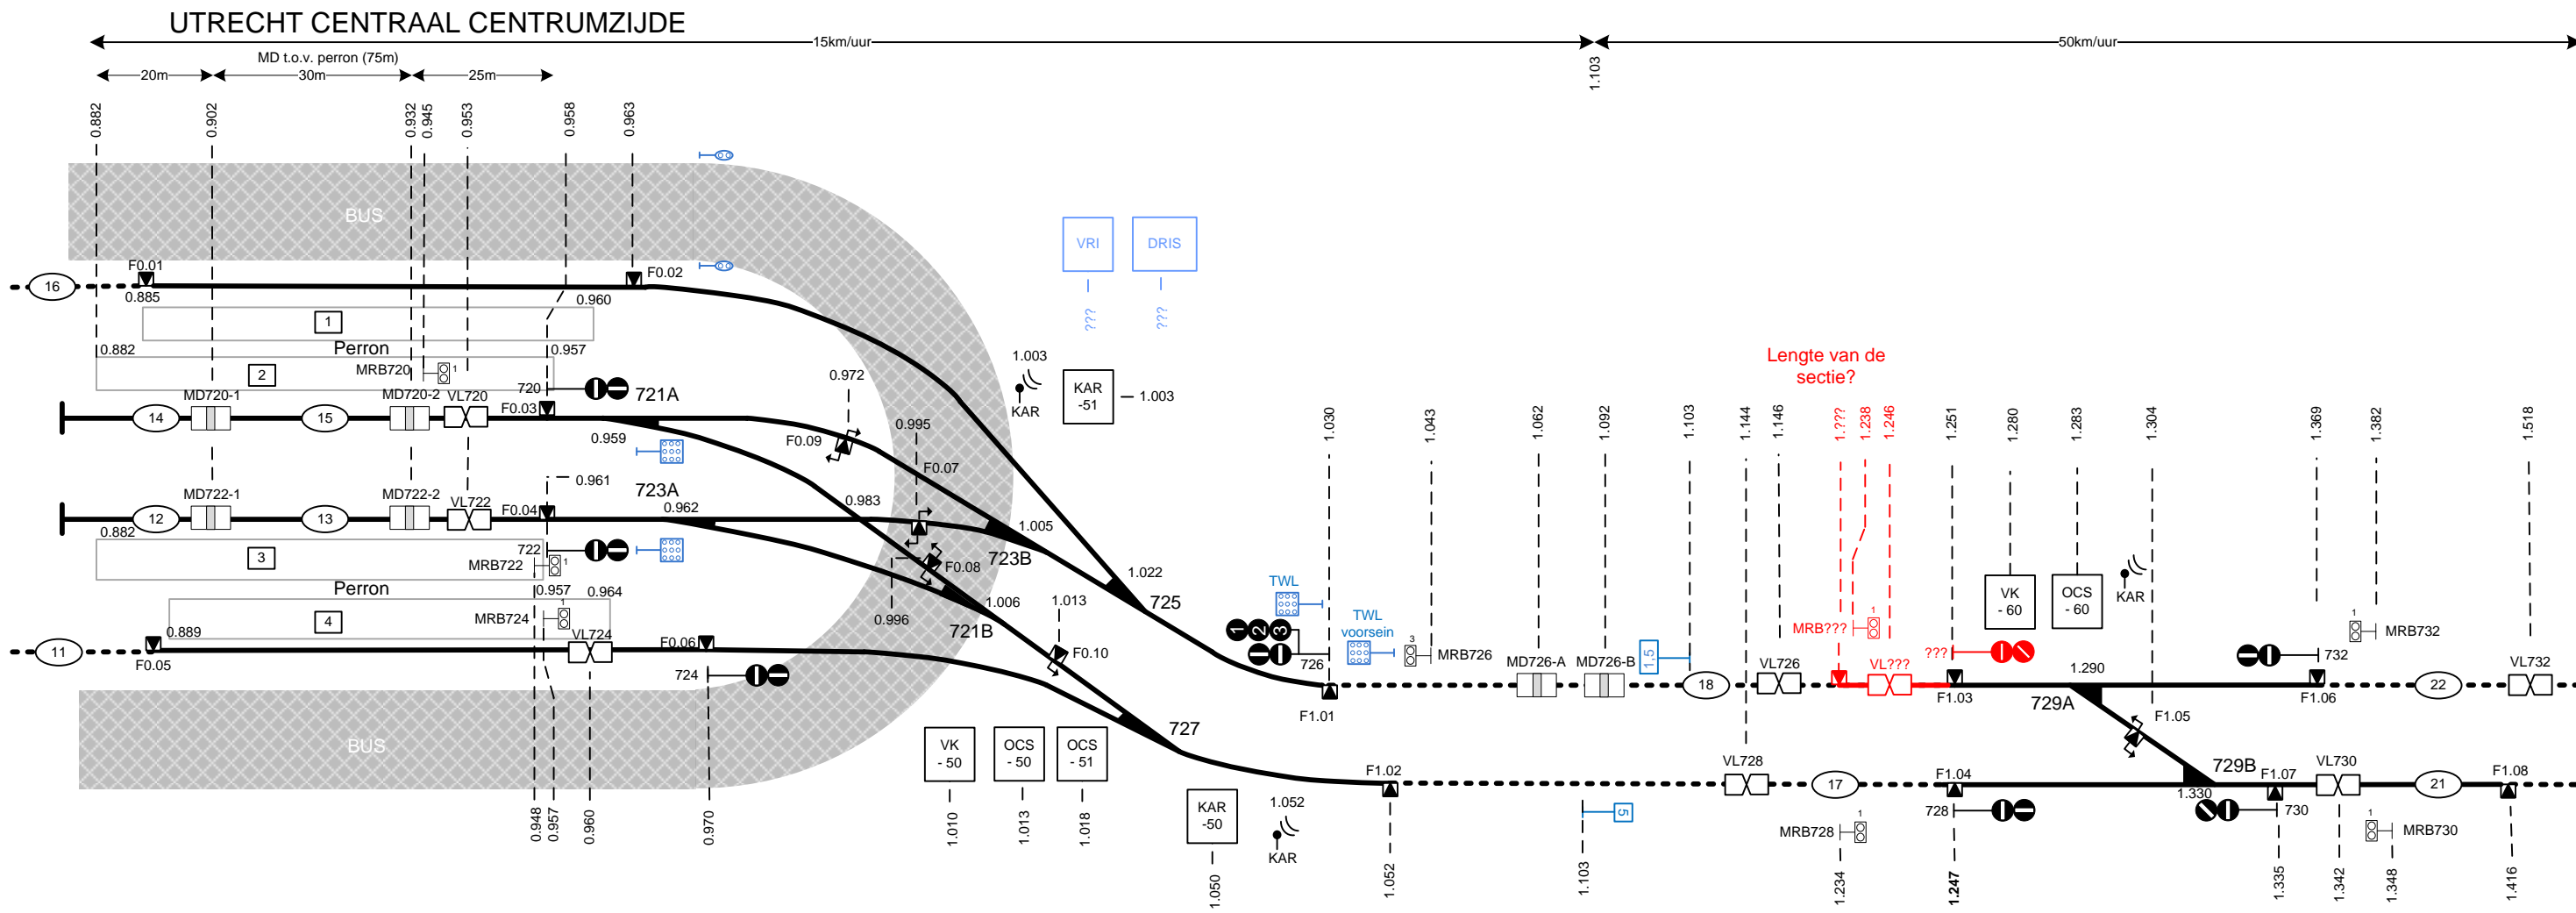 UTRECHT CENTRAAL CENTRUMZIJDE
15km/uur
50km/uur
MD t.o.v. perron (75m)
20m
30m
25m
1.103
0.882
0.902
0.932
0.945
0.953
0.958
0.963
BUS
VRI
DRIS
???
???
16
F0.01
0.885
F0.02
0.960
1
Perron
0.882
0.957
2
MRB720
1
720
721A
MD720-1
MD720-2
VL720
F0.03
14
15
0.959
0.972
F0.09
0.995
F0.07
1.003
KAR
KAR
-51
1.003
0.961
723A
MD722-1
MD722-2
VL722
F0.04
12
13
0.962
0.983
1.005
723B
0.882
3
722
MRB722
1
F0.08
0.996
1.006
721B
1.013
F0.10
1.022
725
Perron
0.957
0.964
4
MRB724
1
VL724
0.889
11
F0.05
F0.06
724
BUS
0.948
0.957
0.960
0.970
VK
- 50
OCS
- 50
OCS
- 51
1.010
1.013
1.018
727
KAR
-50
1.050
1.052
KAR
F1.02
1.052
TWL
TWL
voorsein
1
2
3
726
F1.01
1.030
1.043
3
MRB726
1.062
1.092
1.103
1.144
1.146
MD726-A
MD726-B
1,5
18
VL726
5
1.103
VL728
17
Lengte van de
sectie?
1.???
1.238
1.246
MRB???
1
VL???
???
1.251
1.280
1.283
1.304
1.369
1.382
1.518
VK
- 60
OCS
- 60
KAR
F1.03
1.290
729A
F1.05
1
MRB732
732
F1.06
22
VL732
F1.04
728
MRB728
1
1.234
1.247
729B
1.330
F1.07
730
VL730
21
F1.08
1
MRB730
1.335
1.342
1.348
1.416